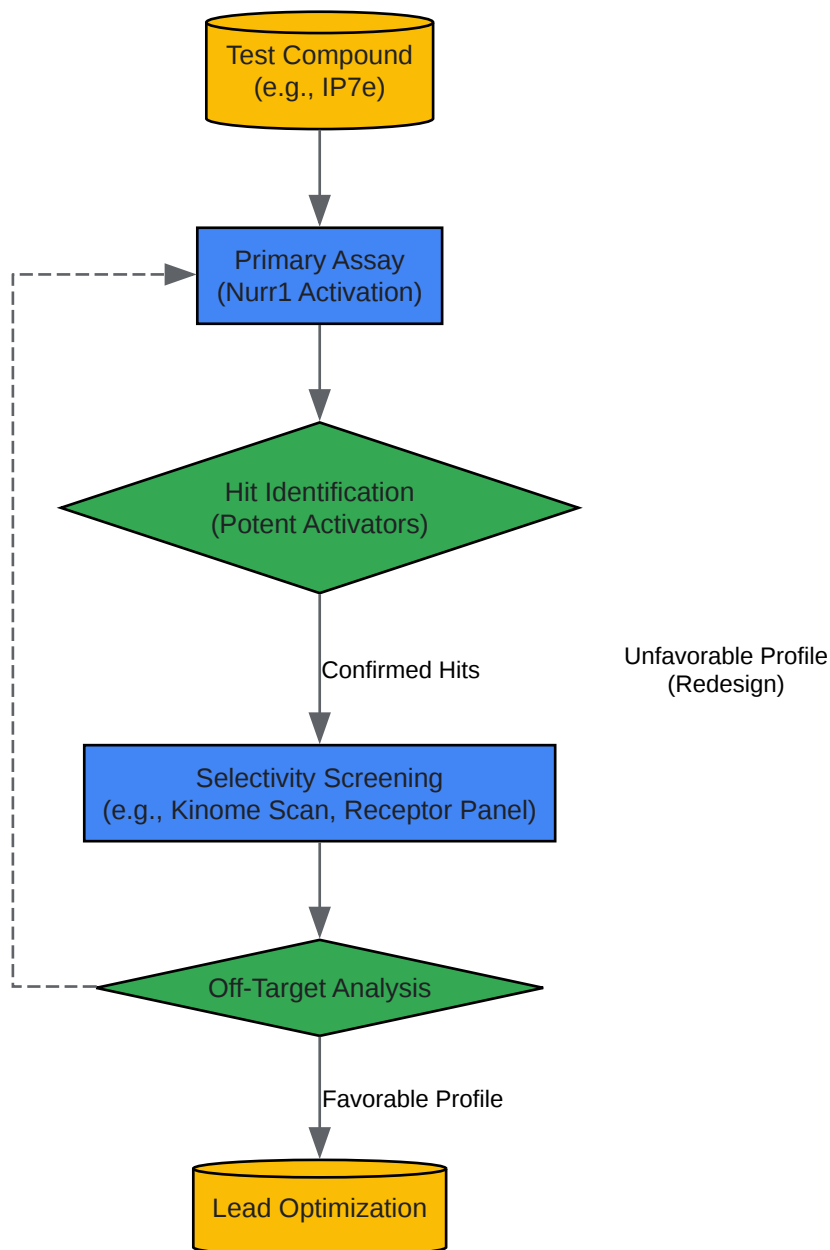 Test Compound
(e.g., IP7e)
Primary Assay
(Nurr1 Activation)
Hit Identification
(Potent Activators)
Confirmed Hits
Unfavorable Profile
(Redesign)
Selectivity Screening
(e.g., Kinome Scan, Receptor Panel)
Off-Target Analysis
Favorable Profile
Lead Optimization